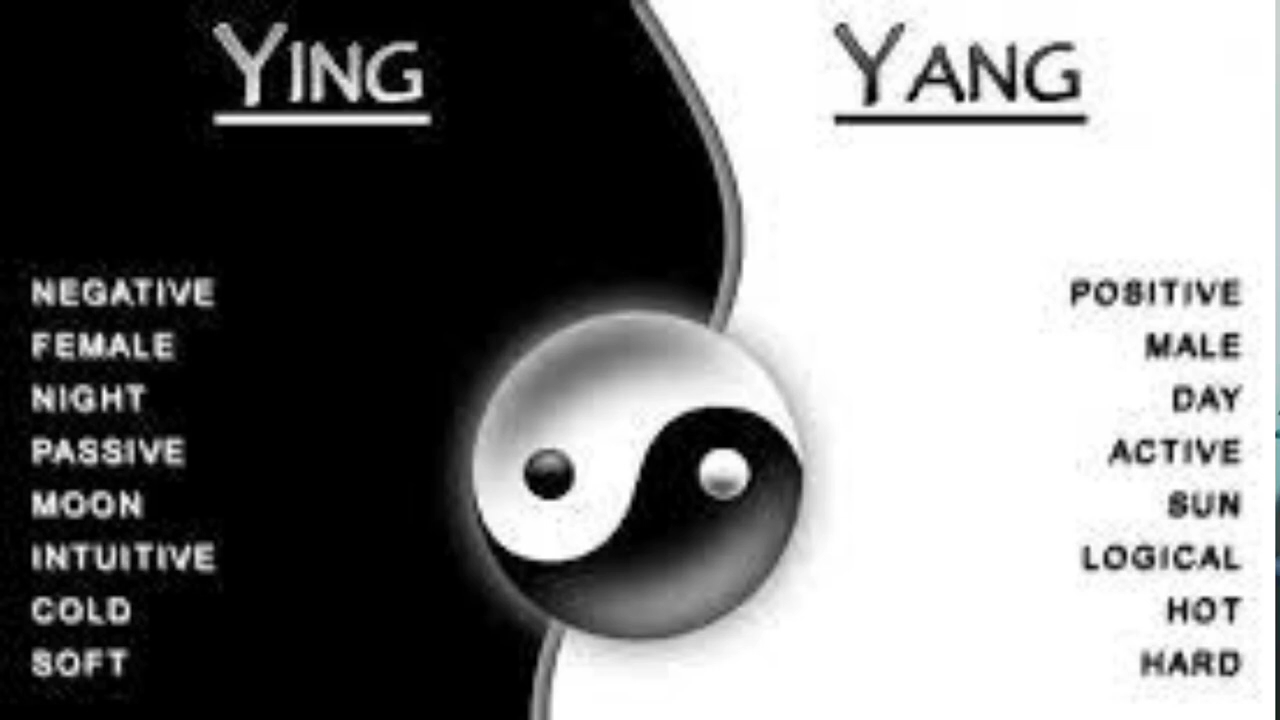 YING
YANG
NEGATIVE
FEMALE
NIGHT
PASSIVE
MOON
INTUITIVE
COLD
SOFT
POSITIVE
MALE
DAY
ACTIVE
SUN
LOGICAL
HOT
HARD